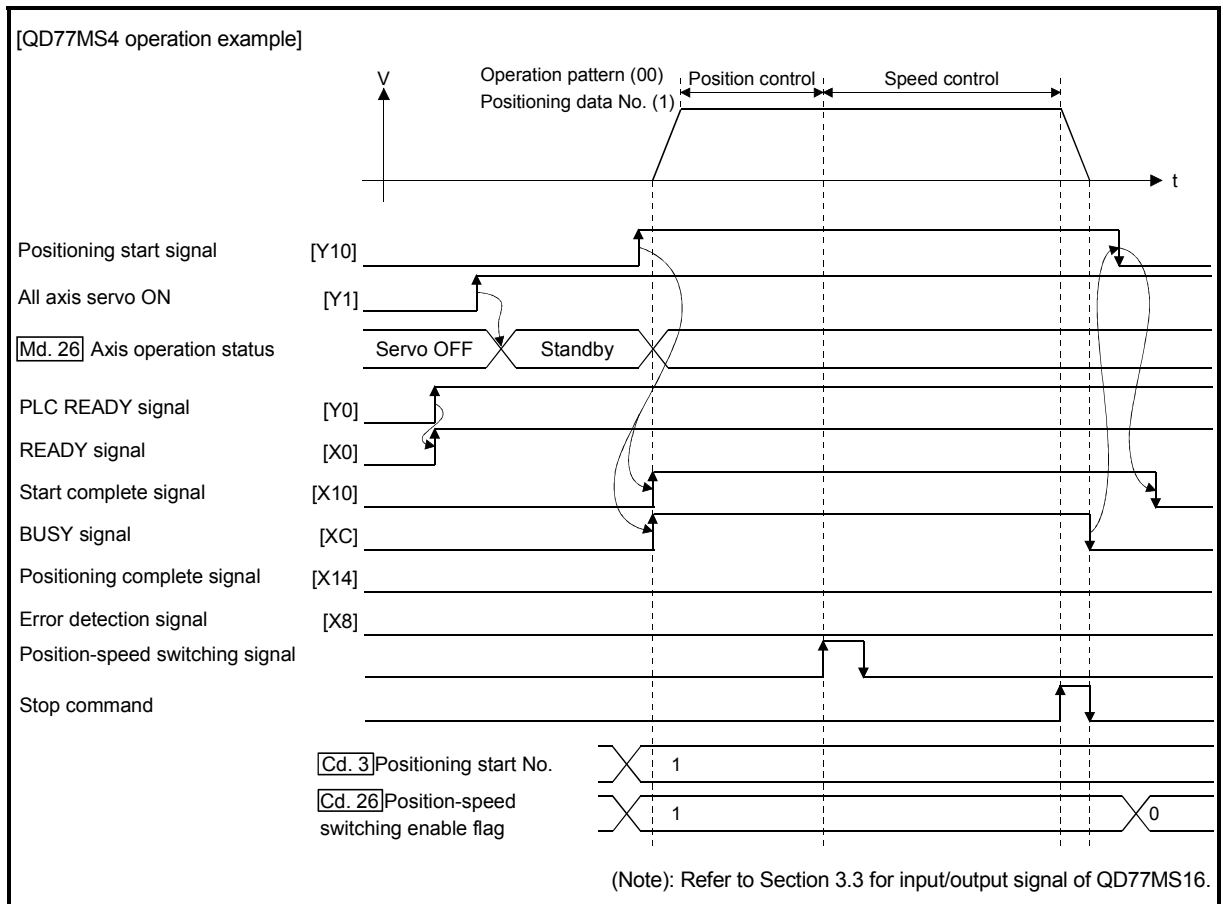 [QD77MS4 operation example]
V
Operation pattern (00)
Position control
Speed control
Positioning data No. (1)
t
Positioning start signal [Y10]
All axis servo ON [Y1]
Md. 26 Axis operation status Servo OFF Standby
PLC READY signal [Y0]
READY signal [X0]
Start complete signal [X10]
BUSY signal [XC]
Positioning complete signal [X14]
Error detection signal [X8]
Position-speed switching signal
Stop command
Cd. 3 Positioning start No. 1
Cd. 26 Position-speed
switching enable flag 1 0
(Note): Refer to Section 3.3 for input/output signal of QD77MS16.